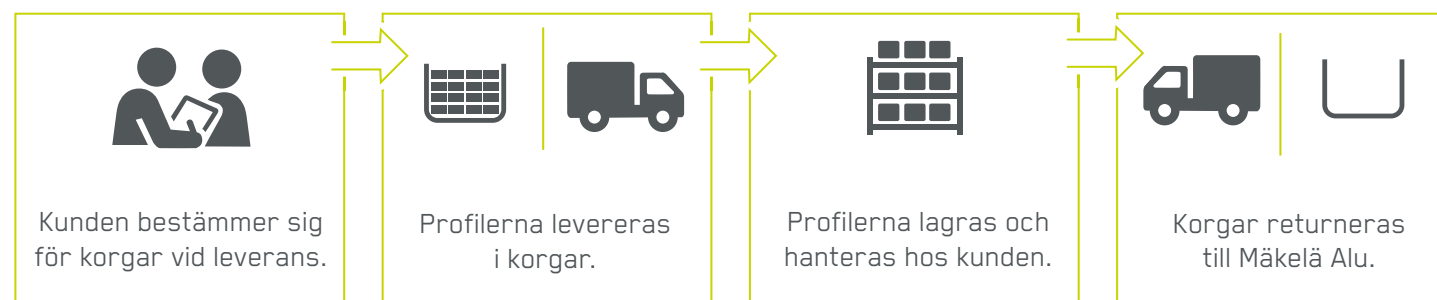 Kunden bestämmer sig
för korgar vid leverans.
Profilerna levereras
i korgar.
Profilerna lagras och
hanteras hos kunden.
Korgar returneras
till Mäkelä Alu.